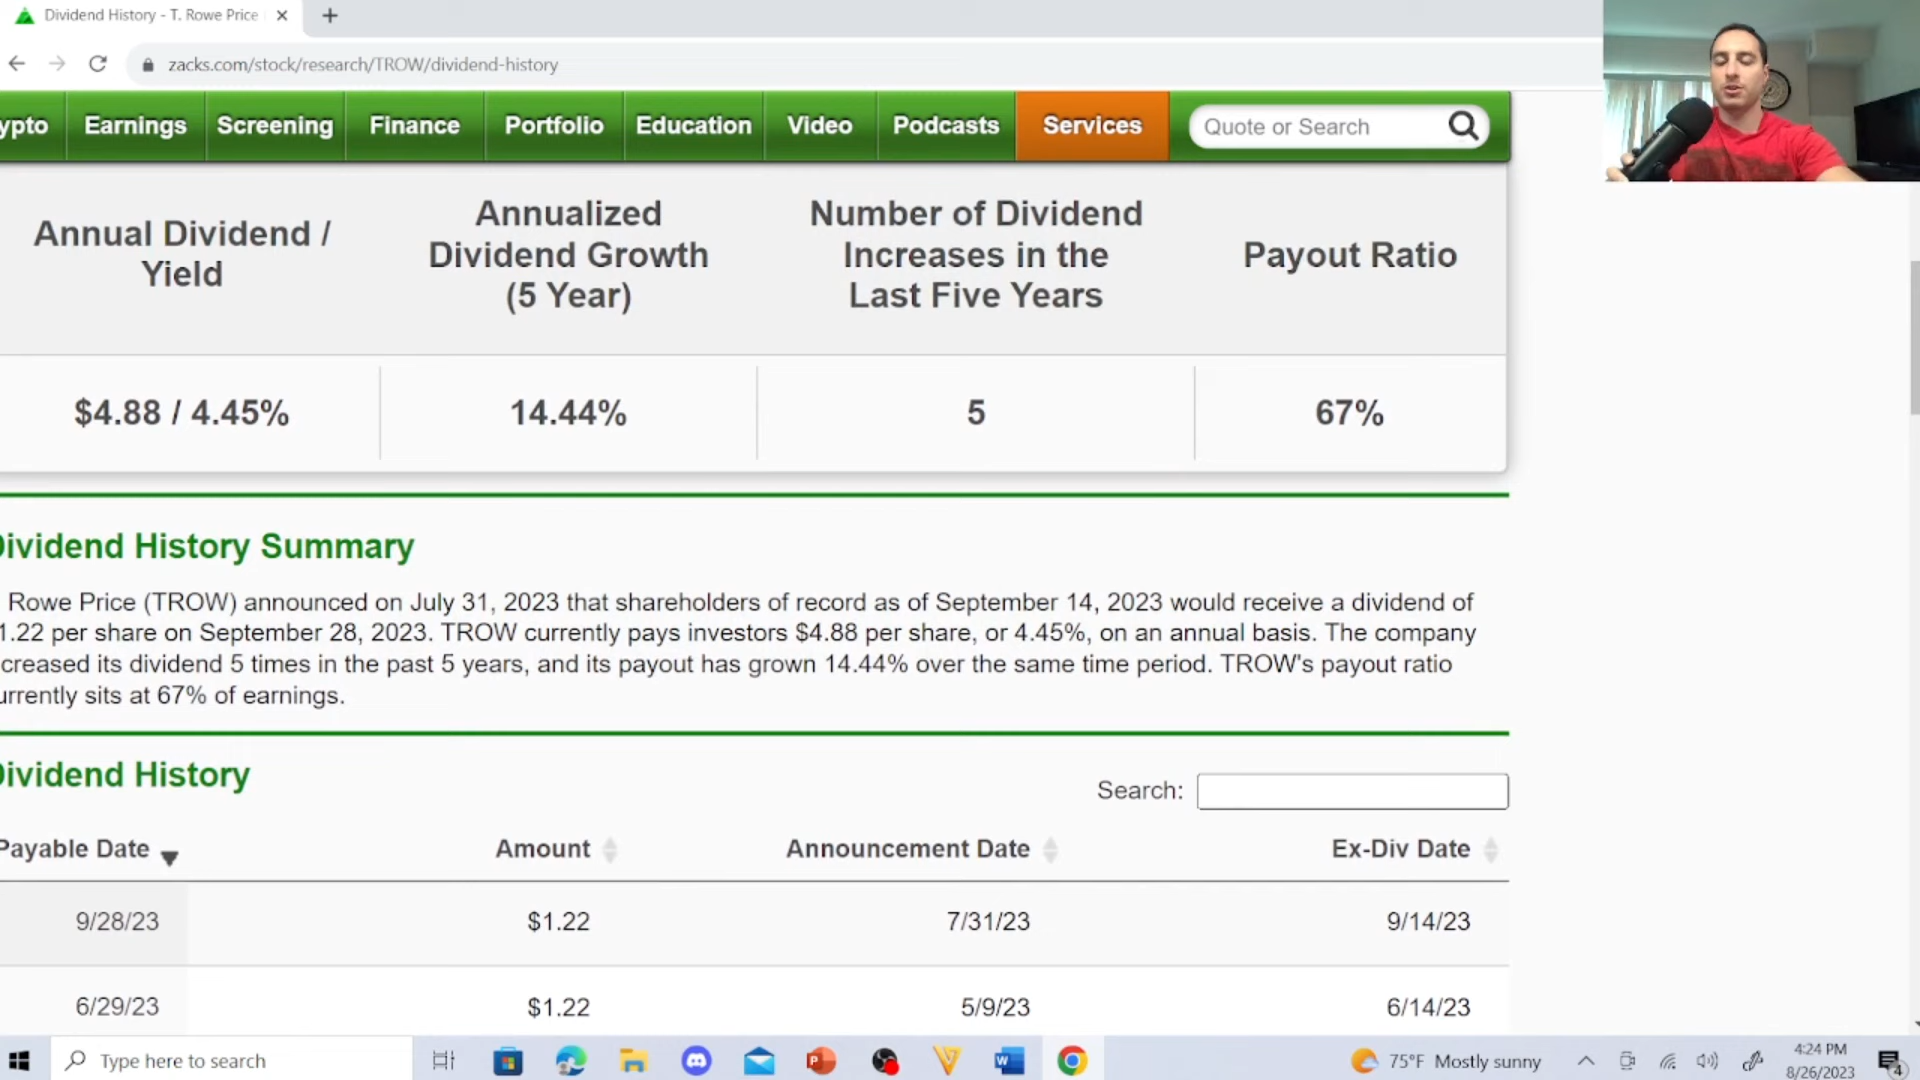 Dividend History - T. Rowe Price
zacks.com/stock/research/TROW/dividend-history
ypto Earnings Screening Finance Portfolio Education Video Podcasts Services Quote or Search
Annual Dividend / Yield
Annualized Dividend Growth (5 Year)
Number of Dividend Increases in the Last Five Years
Payout Ratio
$4.88 / 4.45% 14.44% 5 67%
ividend History Summary
Rowe Price (TROW) announced on July 31, 2023 that shareholders of record as of September 14, 2023 would receive a dividend of
1.22 per share on September 28, 2023. TROW currently pays investors $4.88 per share, or 4.45%, on an annual basis. The company
creased its dividend 5 times in the past 5 years, and its payout has grown 14.44% over the same time period. TROW's payout ratio
urrently sits at 67% of earnings.
ividend History
Search:
Payable Date Amount Announcement Date Ex-Div Date
9/28/23 $1.22 7/31/23 9/14/23
6/29/23 $1.22 5/9/23 6/14/23
Type here to search
75°F Mostly sunny
4:24 PM
8/26/2023
4